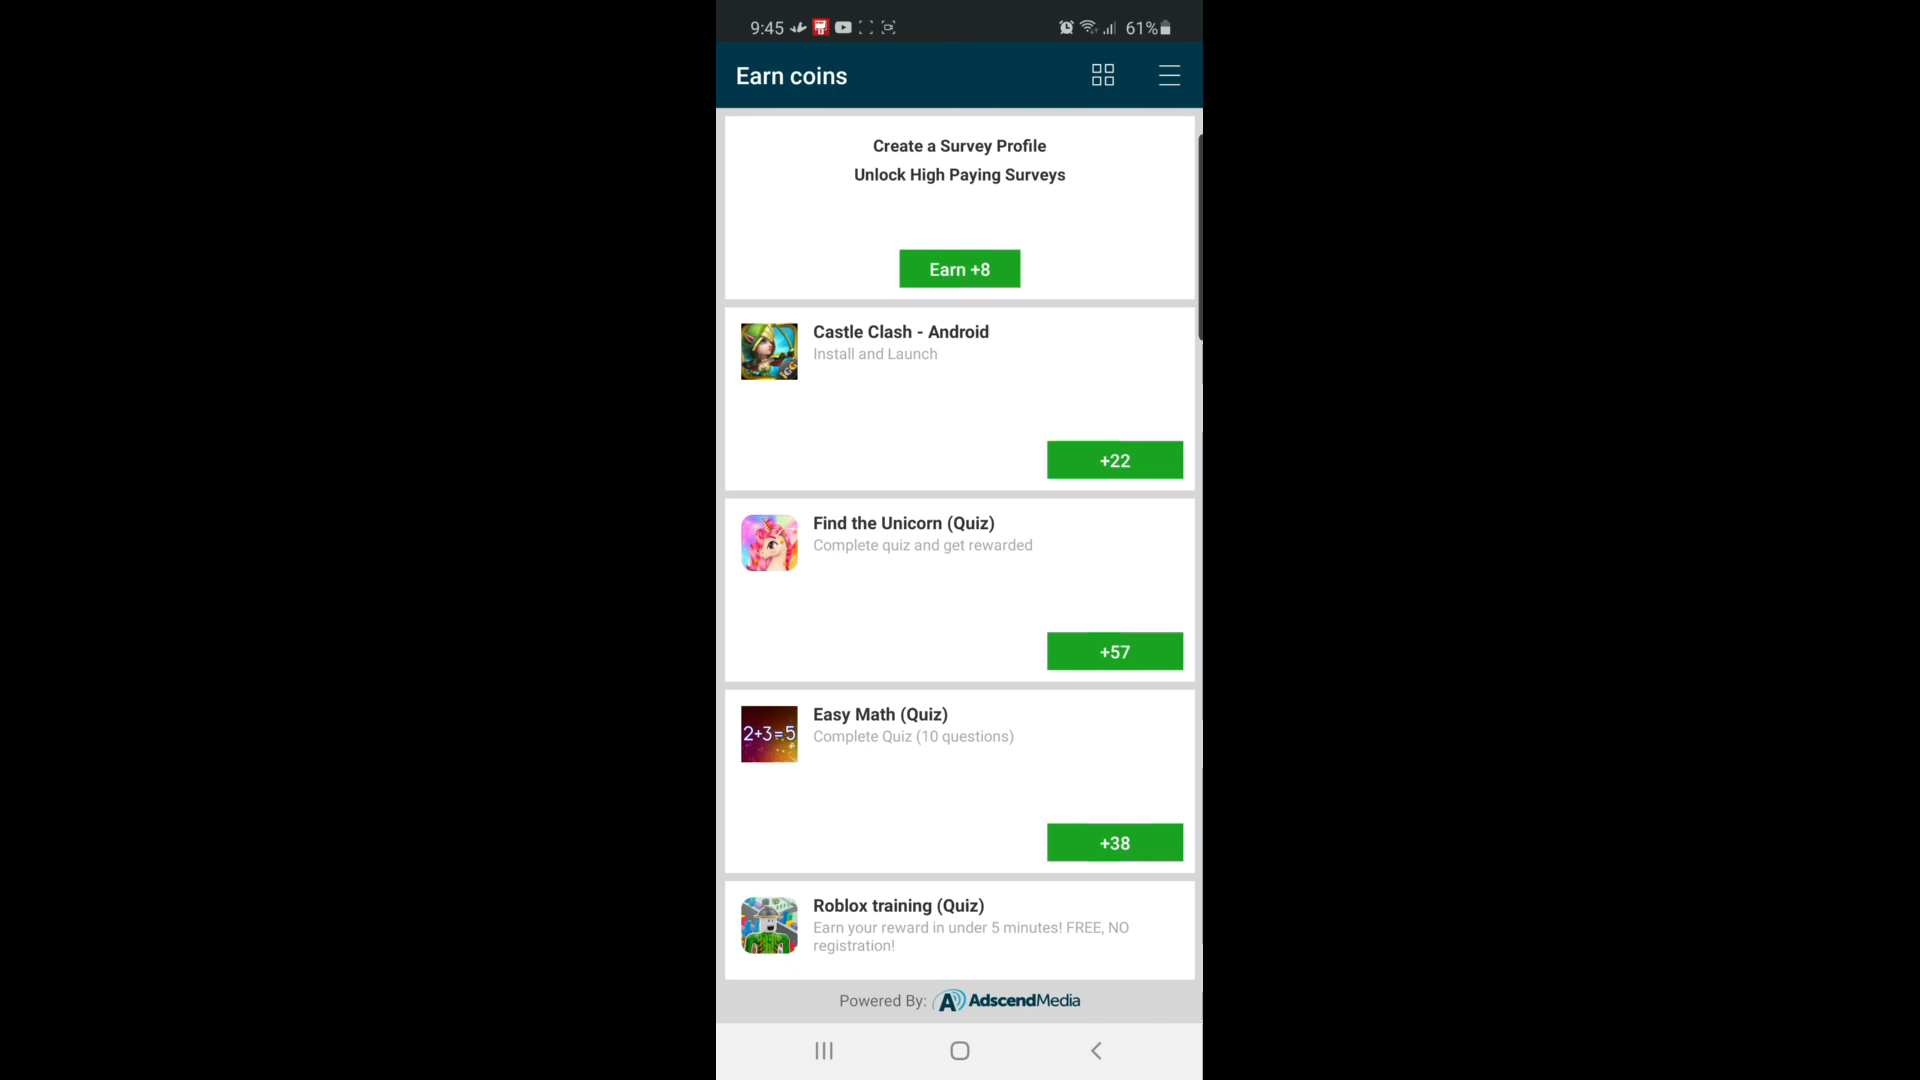 9:45
61%
Earn coins
Create a Survey Profile
Unlock High Paying Surveys
Earn +8
Castle Clash - Android
Install and Launch
IGG
+22
Find the Unicorn (Quiz)
Complete quiz and get rewarded
+57
Easy Math (Quiz)
2+3=5
Complete Quiz (10 questions)
+38
Roblox training (Quiz)
Earn your reward in under 5 minutes! FREE, NO
registration!
Powered By: AdscendMedia